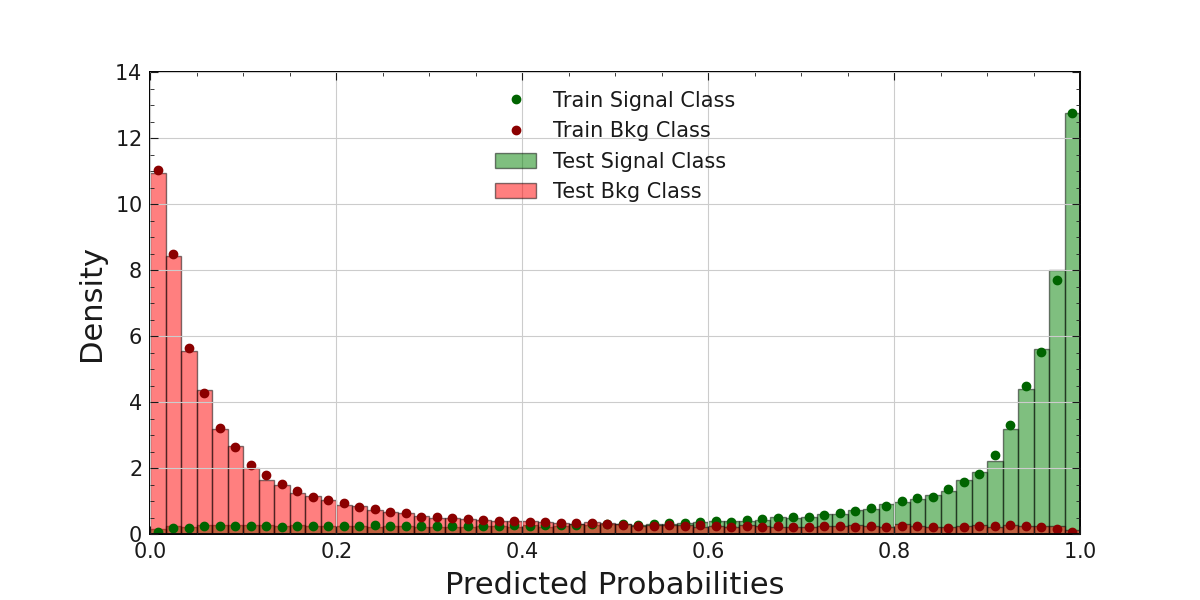 14
12
10
8
6
4
2
0
Density
Train Signal Class
Train Bkg Class
Test Signal Class
Test Bkg Class
0.0 0.2 0.4 0.6 0.8 1.0
Predicted Probabilities